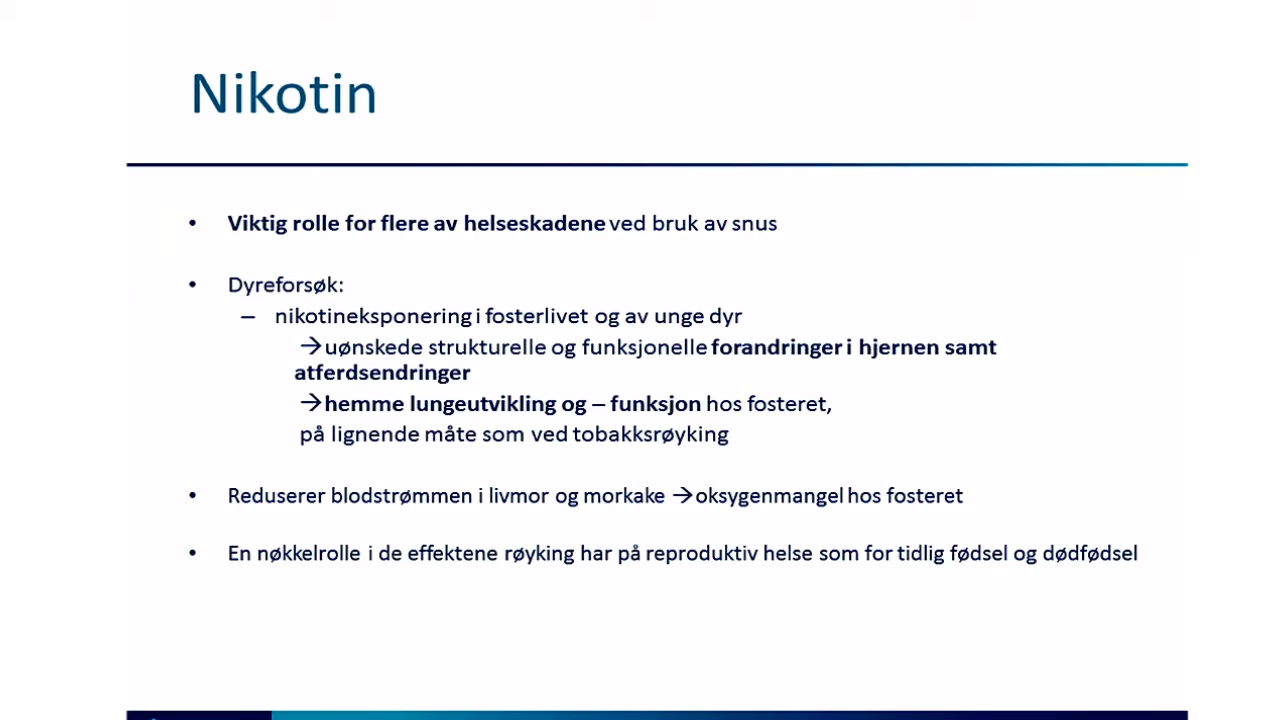 Nikotin
• Viktig rolle for flere av helseskadene ved bruk av snus
• Dyreforsøk:
– nikotineksponering i fosterlivet og av unge dyr
→uønskede strukturelle og funksjonelle forandringer i hjernen samt
atferdsendringer
→hemme lungeutvikling og – funksjon hos fosteret,
på lignende måte som ved tobakksrøyking
• Reduserer blodstrømmen i livmor og morkake →oksygenmangel hos fosteret
• En nøkkelrolle i de effektene røyking har på reproduktiv helse som for tidlig fødsel og dødfødsel